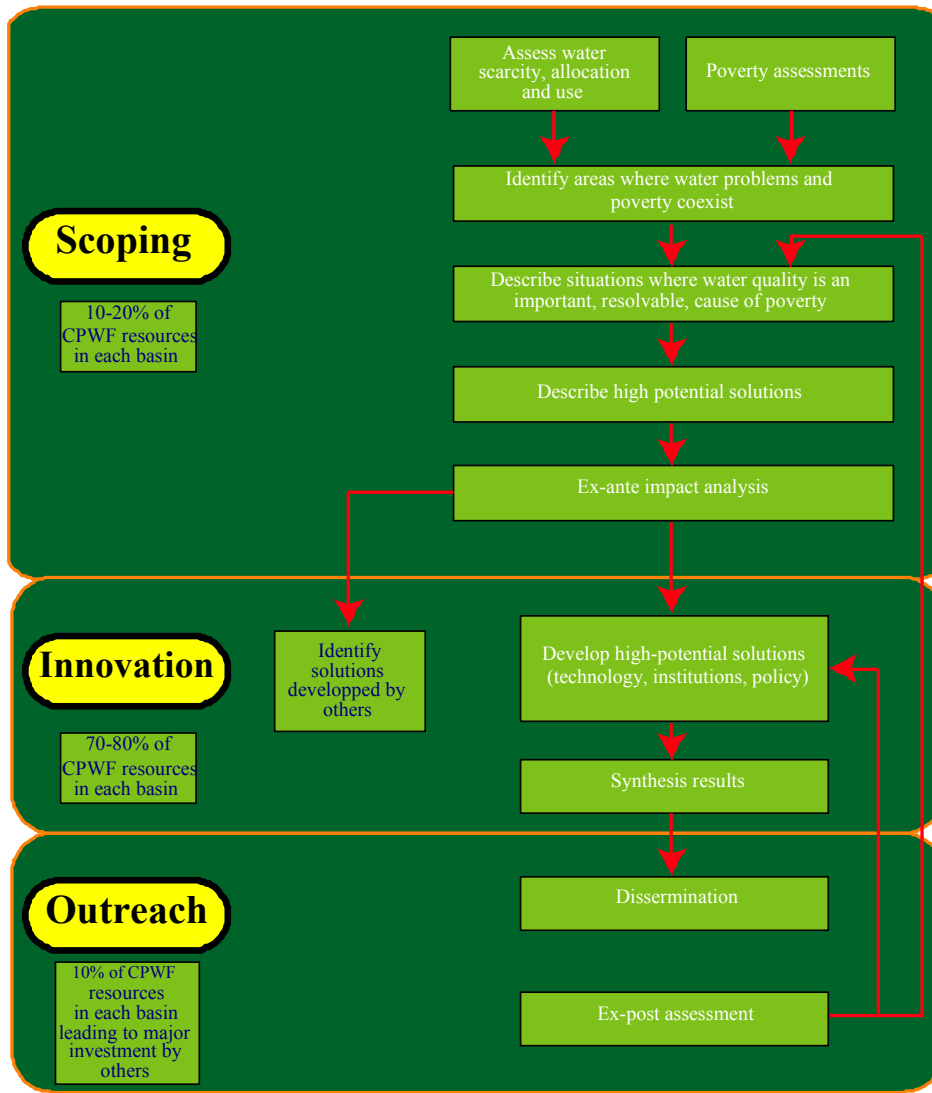 Assess water
scarcity, allocation
and use
Poverty assessments
Identify areas where water problems and
poverty coexist
Scoping
Describe situations where water quality is an
important, resolvable, cause of poverty
10-20% of
CPWF resources
in each basin
Describe high potential solutions
Ex-ante impact analysis
Innovation
Identify
solutions
developped by
others
Develop high-potential solutions
(technology, institutions, policy)
70-80% of
CPWF resources
in each basin
Synthesis results
Outreach
Dissermination
10% of CPWF
resources
in each basin
leading to major
investment by
others
Ex-post assessment